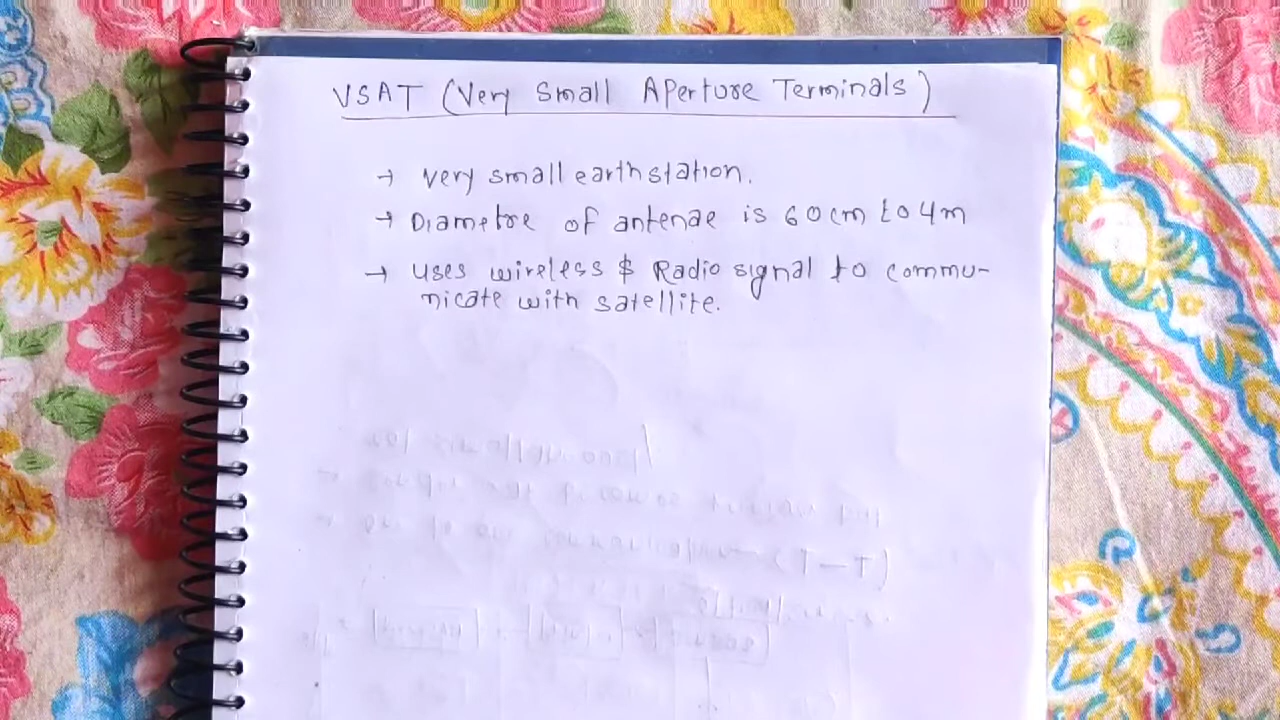 VSAT (Very Small Aperture Terminals)
→ very small earth station.
→ Diametre of antenae is 60cm to 4m
→ uses wireless & Radio signal to commu-
nicate with satellite.